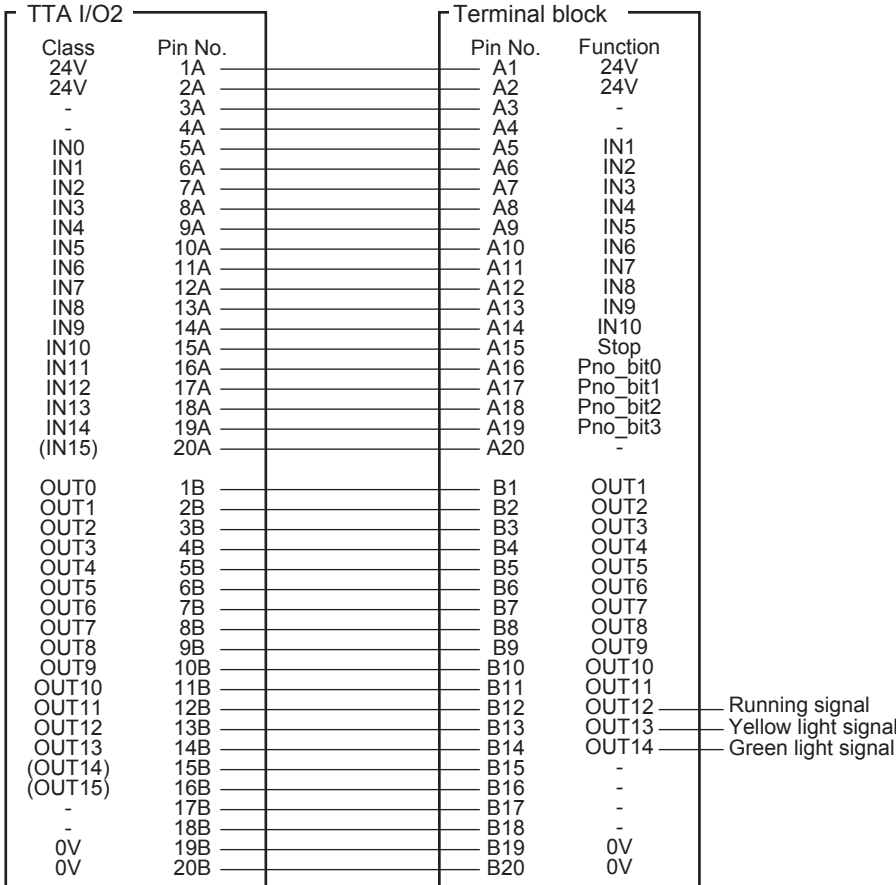 TTA I/O2 Terminal block
Class Pin No. Pin No. Function
24V 1A A1 24V
24V 2A A2 24V
- 3A A3 -
- 4A A4 -
IN0 5A A5 IN1
IN1 6A A6 IN2
IN2 7A A7 IN3
IN3 8A A8 IN4
IN4 9A A9 IN5
IN5 10A A10 IN6
IN6 11A A11 IN7
IN7 12A A12 IN8
IN8 13A A13 IN9
IN9 14A A14 IN10
IN10 15A A15 Stop
IN11 16A A16 Pno_bit0
IN12 17A A17 Pno_bit1
IN13 18A A18 Pno_bit2
IN14 19A A19 Pno_bit3
(IN15) 20A A20 -
OUT0 1B B1 OUT1
OUT1 2B B2 OUT2
OUT2 3B B3 OUT3
OUT3 4B B4 OUT4
OUT4 5B B5 OUT5
OUT5 6B B6 OUT6
OUT6 7B B7 OUT7
OUT7 8B B8 OUT8
OUT8 9B B9 OUT9
OUT9 10B B10 OUT10
OUT10 11B B11 OUT11
OUT11 12B B12 OUT12 Running signal
OUT12 13B B13 OUT13 Yellow light signal
OUT13 14B B14 OUT14 Green light signal
(OUT14) 15B B15 -
(OUT15) 16B B16 -
- 17B B17 -
- 18B B18 -
0V 19B B19 0V
0V 20B B20 0V